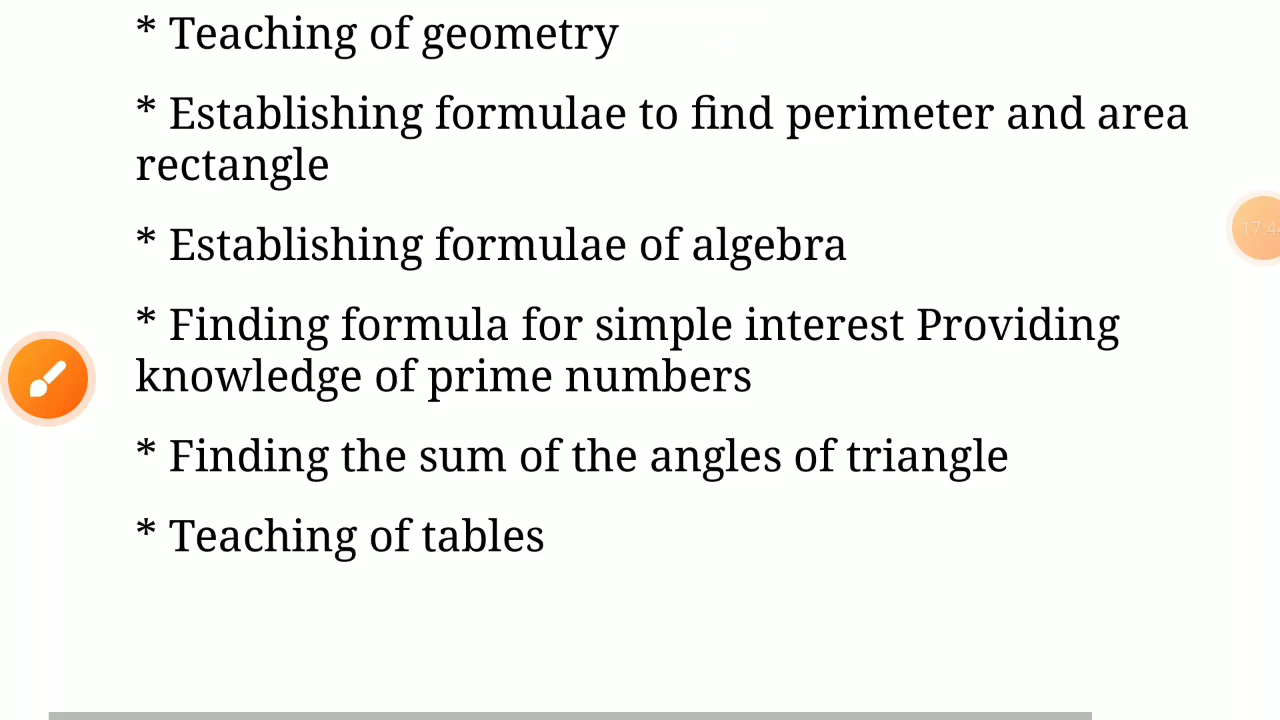 * Teaching of geometry
* Establishing formulae to find perimeter and area
rectangle
* Establishing formulae of algebra
* Finding formula for simple interest Providing
knowledge of prime numbers
* Finding the sum of the angles of triangle
* Teaching of tables